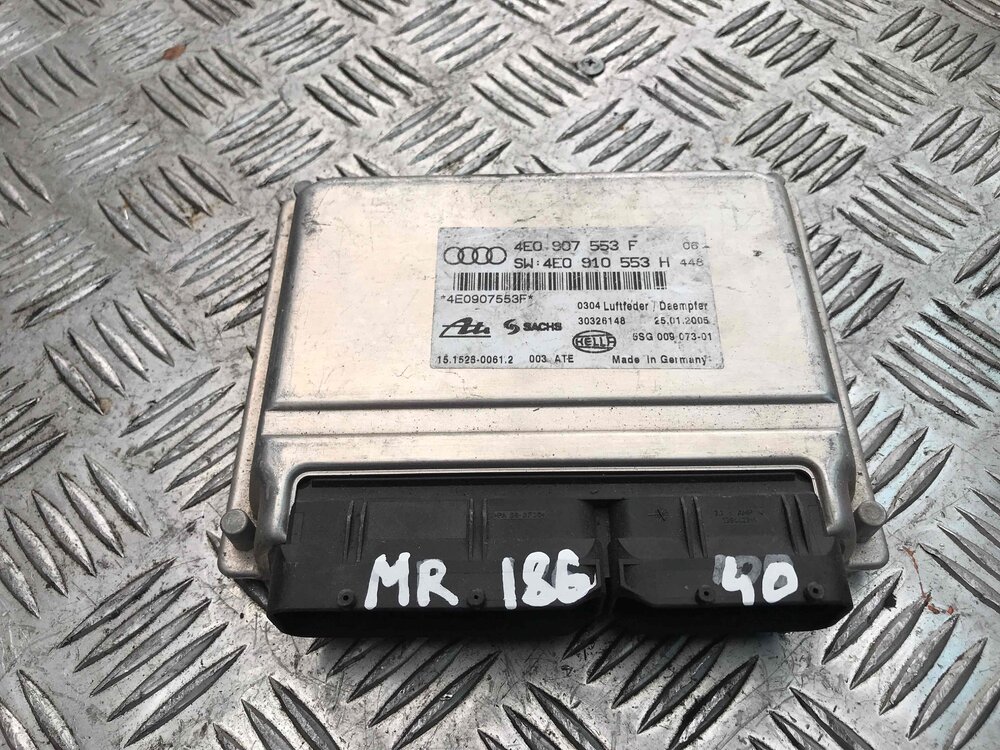 4E0 907 553 F 06
SW:4E0 910 553 H 448
*4E0907553F*
0304 Luftfeder / Daempfer
30326148 25.01.2005
Ate SACHS HELLA 5SG 009 073-01
15.1526-0061.2 003 ATE Made in Germany
MR 186 40